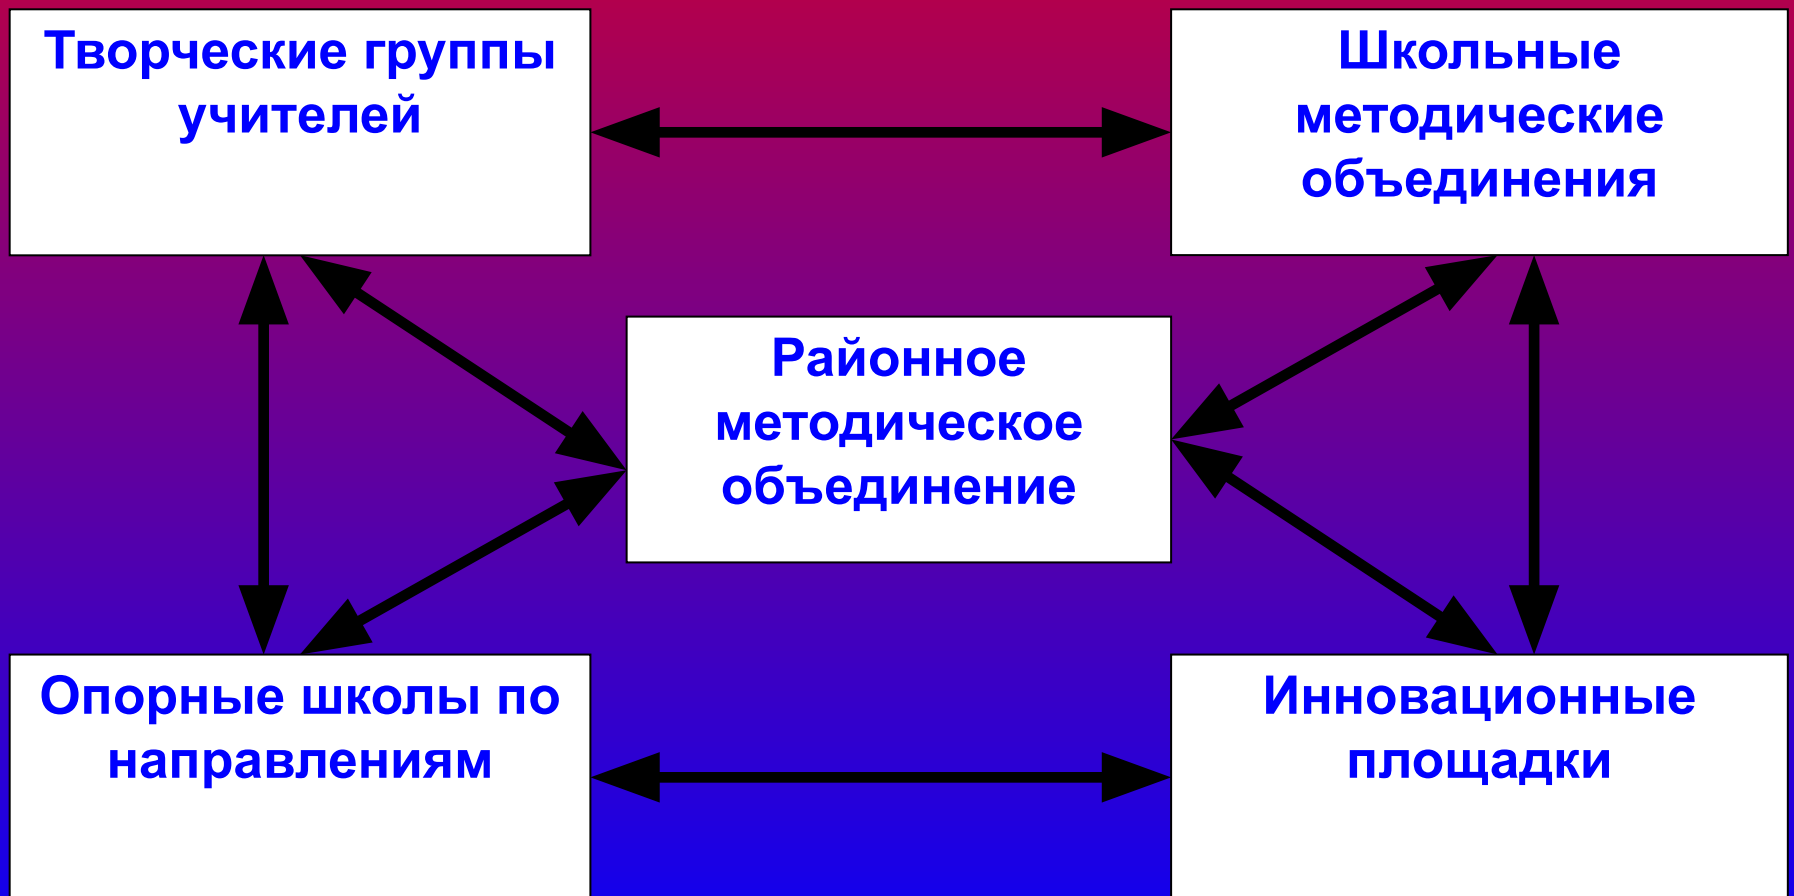 Творческие группы
учителей
Школьные
методические
объединения
Районное
методическое
объединение
Опорные школы по
направлениям
Инновационные
площадки